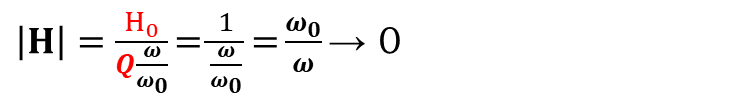 |H| = H₀ / (Q ω/ω₀) = 1 / (ω/ω₀) = ω₀/ω → 0